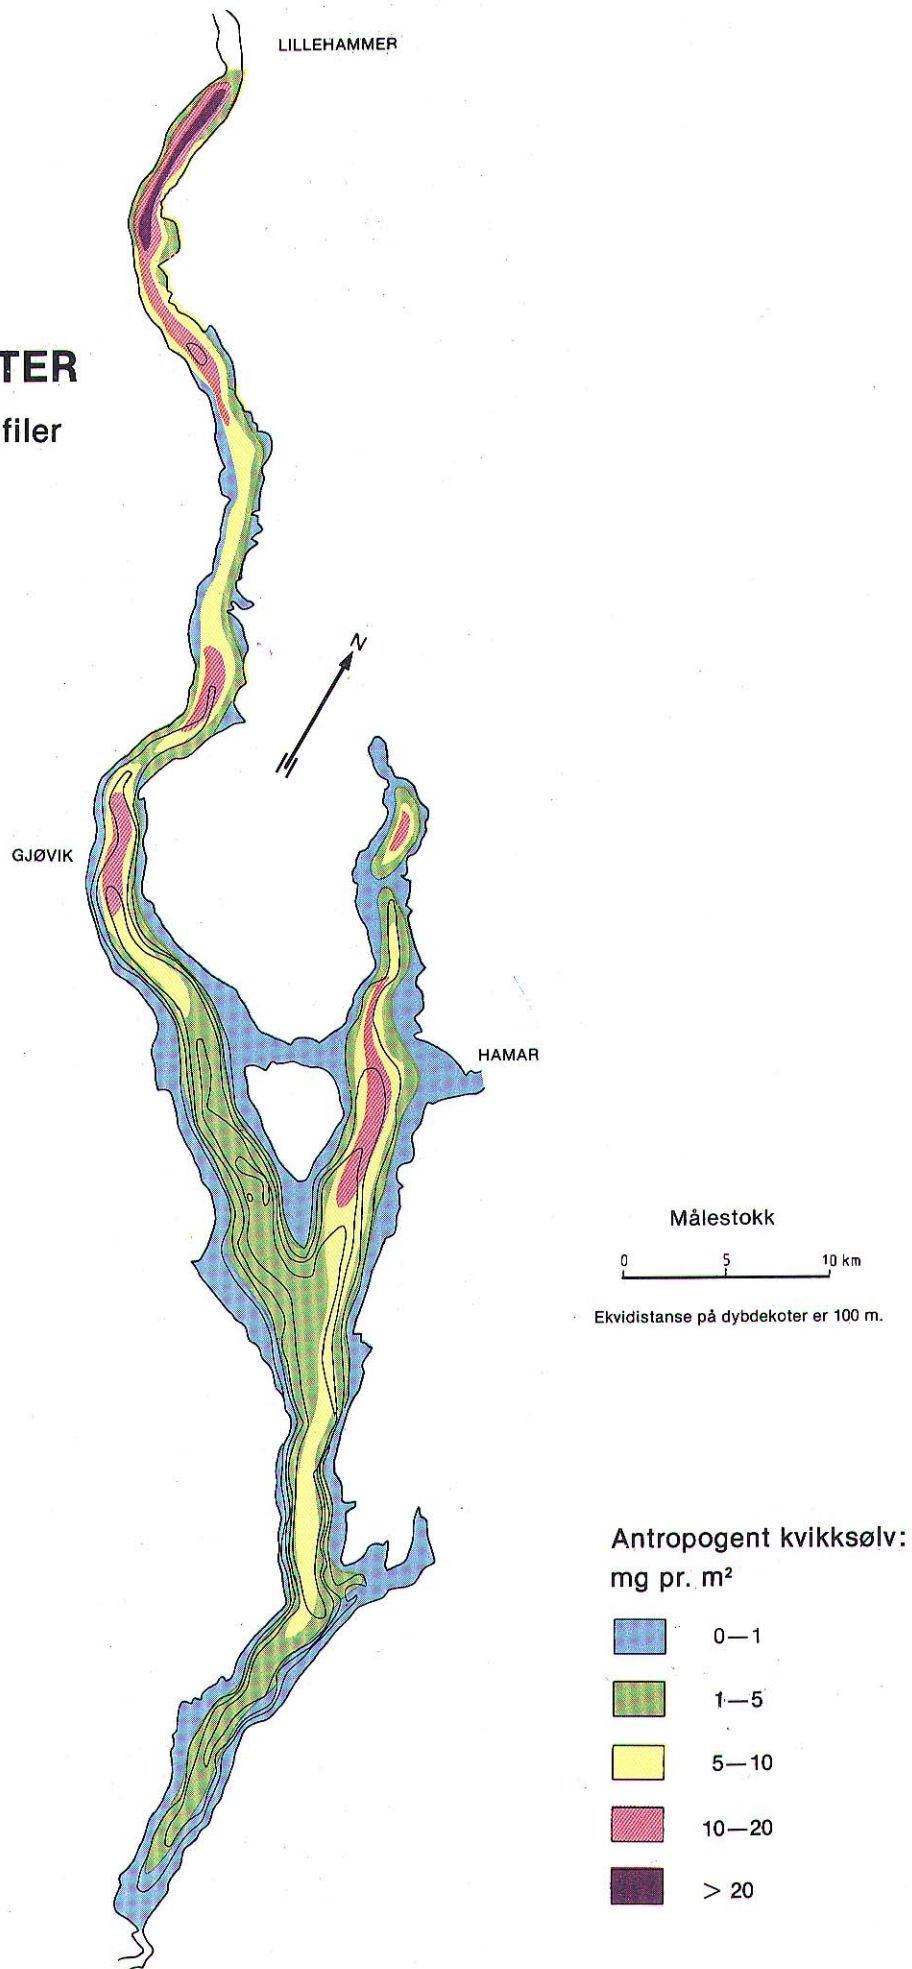 LILLEHAMMER
TER
filer
N
GJØVIK
HAMAR
Målestokk
0 5 10 km
Ekvidistanse på dybdekoter er 100 m.
Antropogent kvikksølv:
mg pr. m²
0—1
1—5
5—10
10—20
> 20